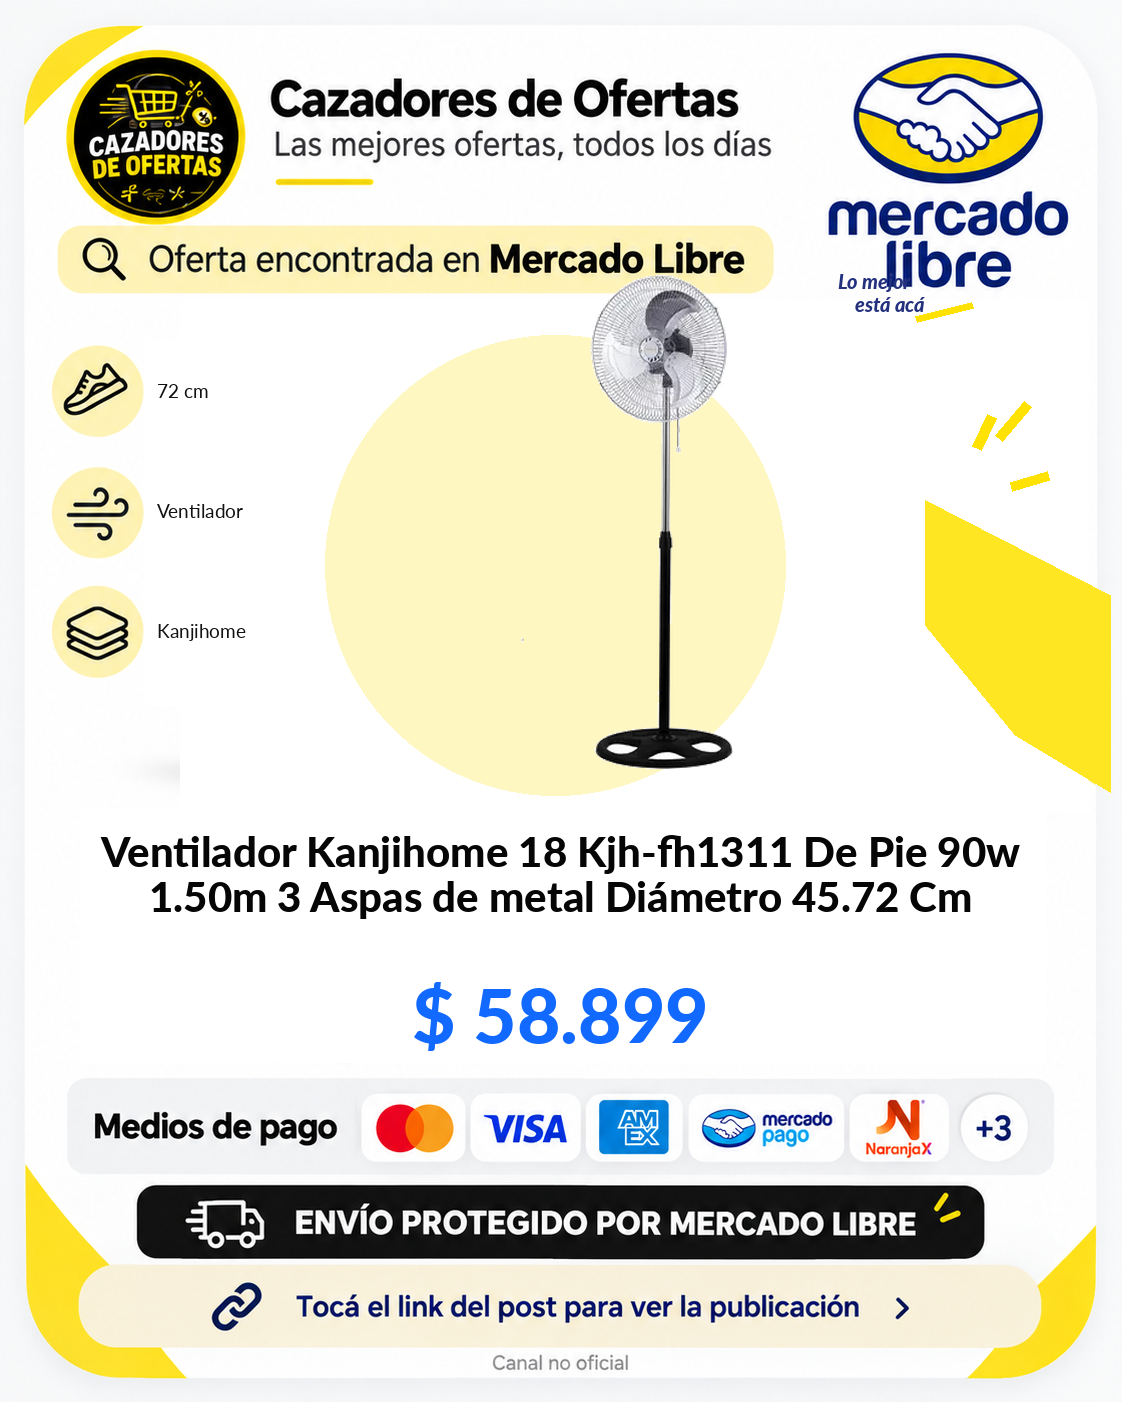 CAZADORES
DE OFERTAS
Cazadores de Ofertas
Las mejores ofertas, todos los días
mercado
libre
Lo mejor
está acá
Oferta encontrada en Mercado Libre
72 cm
Ventilador
Kanjihome
Ventilador Kanjihome 18 Kjh-fh1311 De Pie 90w
1.50m 3 Aspas de metal Diámetro 45.72 Cm
$ 58.899
Medios de pago
VISA
AM
EX
mercado
pago
NaranjaX
+3
ENVÍO PROTEGIDO POR MERCADO LIBRE
Tocá el link del post para ver la publicación
Canal no oficial